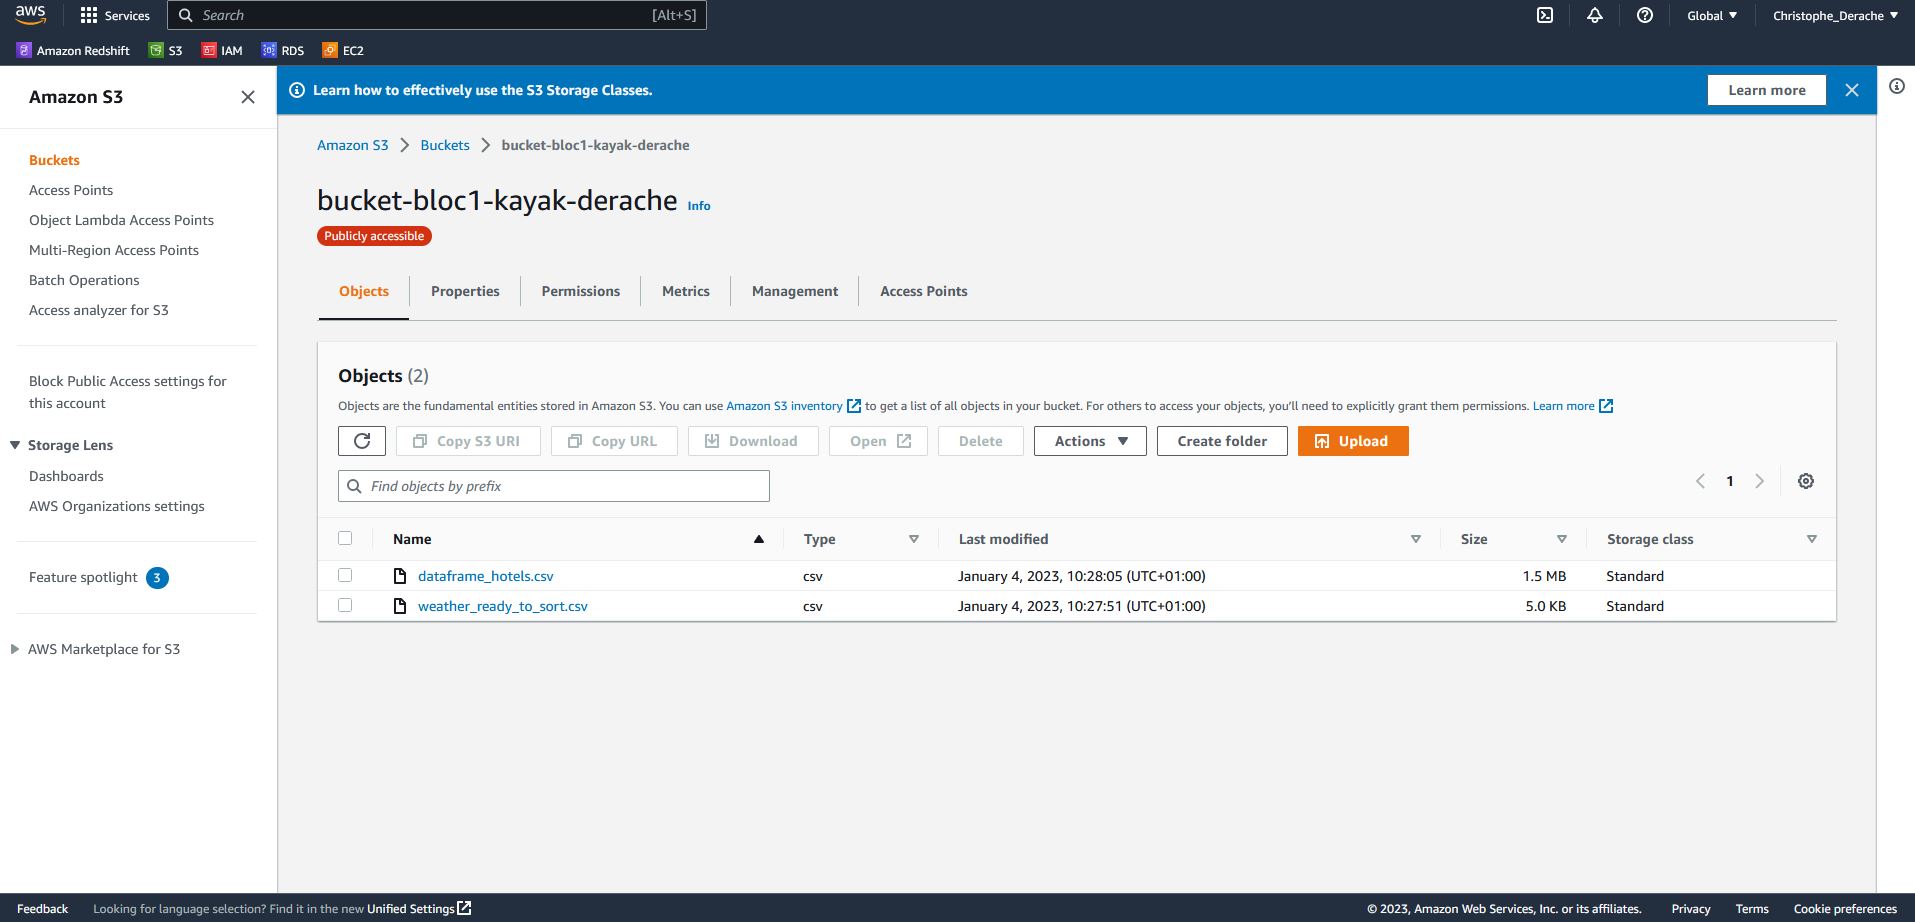 aws Services Search [Alt+S] Global Christophe_Derache
Amazon Redshift S3 IAM RDS EC2
Amazon S3
Buckets
Access Points
Object Lambda Access Points
Multi-Region Access Points
Batch Operations
Access analyzer for S3
Block Public Access settings for
this account
Storage Lens
Dashboards
AWS Organizations settings
Feature spotlight 3
AWS Marketplace for S3
Learn how to effectively use the S3 Storage Classes. Learn more
Amazon S3 Buckets bucket-bloc1-kayak-derache
bucket-bloc1-kayak-derache Info
Publicly accessible
Objects Properties Permissions Metrics Management Access Points
Objects (2)
Objects are the fundamental entities stored in Amazon S3. You can use Amazon S3 inventory to get a list of all objects in your bucket. For others to access your objects, you'll need to explicitly grant them permissions. Learn more
Copy S3 URI Copy URL Download Open Delete Actions Create folder Upload
Find objects by prefix 1
Name Type Last modified Size Storage class
dataframe_hotels.csv csv January 4, 2023, 10:28:05 (UTC+01:00) 1.5 MB Standard
weather_ready_to_sort.csv csv January 4, 2023, 10:27:51 (UTC+01:00) 5.0 KB Standard
Feedback Looking for language selection? Find it in the new Unified Settings © 2023, Amazon Web Services, Inc. or its affiliates. Privacy Terms Cookie preferences